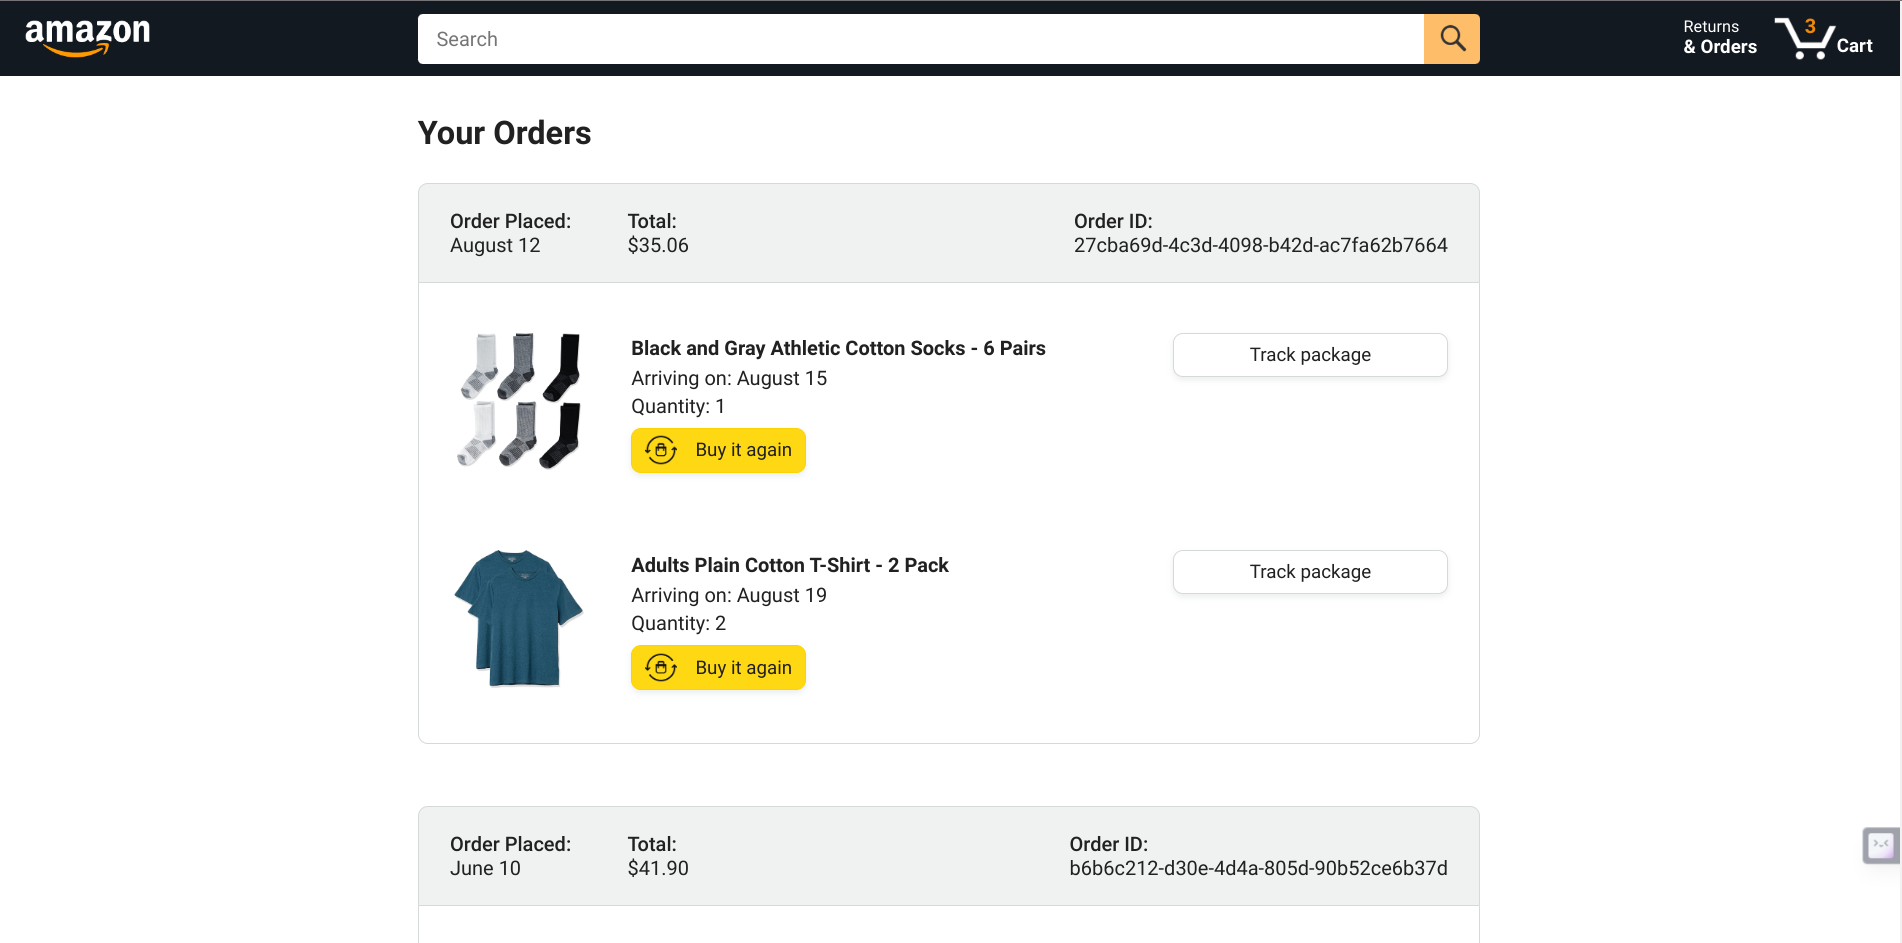 amazon
Search
Returns
& Orders
3
Cart
Your Orders
Order Placed:
August 12
Total:
$35.06
Order ID:
27cba69d-4c3d-4098-b42d-ac7fa62b7664
Black and Gray Athletic Cotton Socks - 6 Pairs
Arriving on: August 15
Quantity: 1
Buy it again
Track package
Adults Plain Cotton T-Shirt - 2 Pack
Arriving on: August 19
Quantity: 2
Buy it again
Track package
Order Placed:
June 10
Total:
$41.90
Order ID:
b6b6c212-d30e-4d4a-805d-90b52ce6b37d